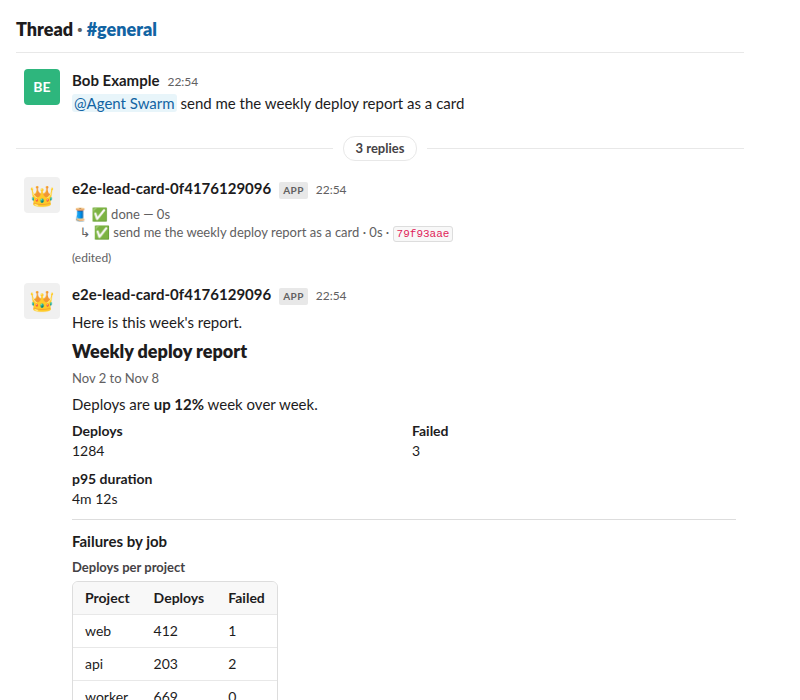 Thread • #general
BE
Bob Example 22:54
@Agent Swarm send me the weekly deploy report as a card
3 replies
e2e-lead-card-0f4176129096 APP 22:54
🧵 ✅ done — 0s
↳ ✅ send me the weekly deploy report as a card · 0s · 79f93aae
(edited)
e2e-lead-card-0f4176129096 APP 22:54
Here is this week's report.
Weekly deploy report
Nov 2 to Nov 8
Deploys are up 12% week over week.
Deploys Failed
1284 3
p95 duration
4m 12s
Failures by job
Deploys per project
Project Deploys Failed
web 412 1
api 203 2
worker 669 0